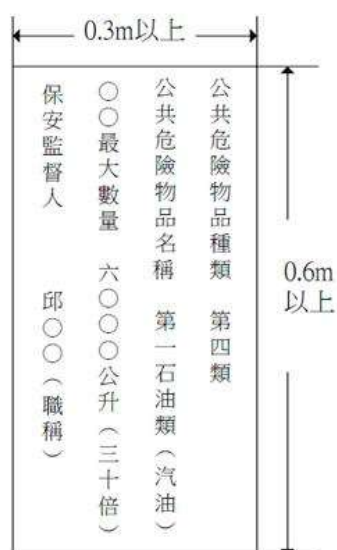 0.3m以上
公共危險物品種類　第四類
公共危險物品名稱　第一石油類（汽油）
○○最大數量　六○○○公升（三十倍）
保安監督人　邱○○（職稱）
0.6m
以上